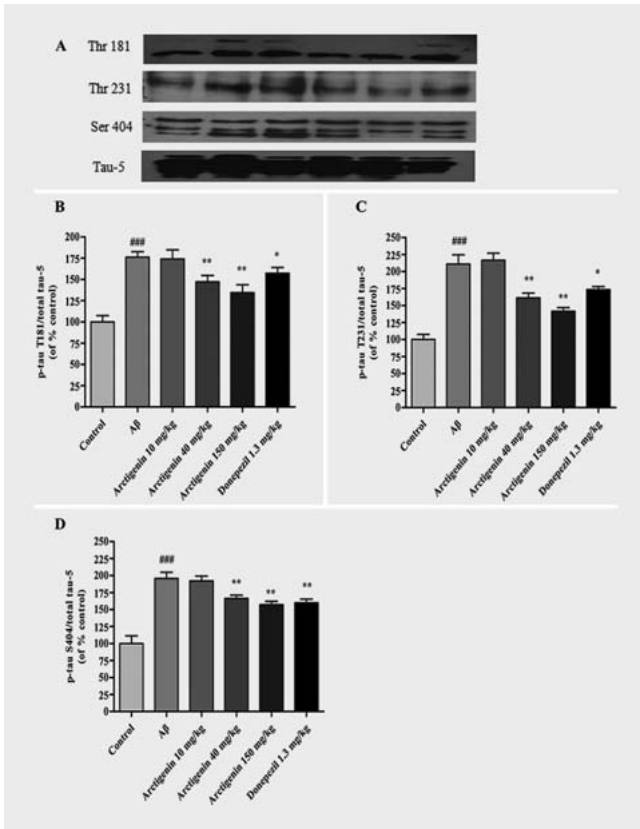 A
Thr 181
Thr 231
Ser 404
Tau-5
B
p-tau T181/total tau-5
(of % control)
200
175
150
125
100
75
50
25
0
###
**
**
*
Control
Aβ
Arctigenin 10 mg/kg
Arctigenin 40 mg/kg
Arctigenin 150 mg/kg
Donepezil 1.3 mg/kg
C
p-tau T231/total tau-5
(of % control)
250
225
200
175
150
125
100
75
50
25
0
###
**
**
*
Control
Aβ
Arctigenin 10 mg/kg
Arctigenin 40 mg/kg
Arctigenin 150 mg/kg
Donepezil 1.3 mg/kg
D
p-tau S404/total tau-5
(of % control)
250
225
200
175
150
125
100
75
50
25
0
###
**
**
**
Control
Aβ
Arctigenin 10 mg/kg
Arctigenin 40 mg/kg
Arctigenin 150 mg/kg
Donepezil 1.3 mg/kg